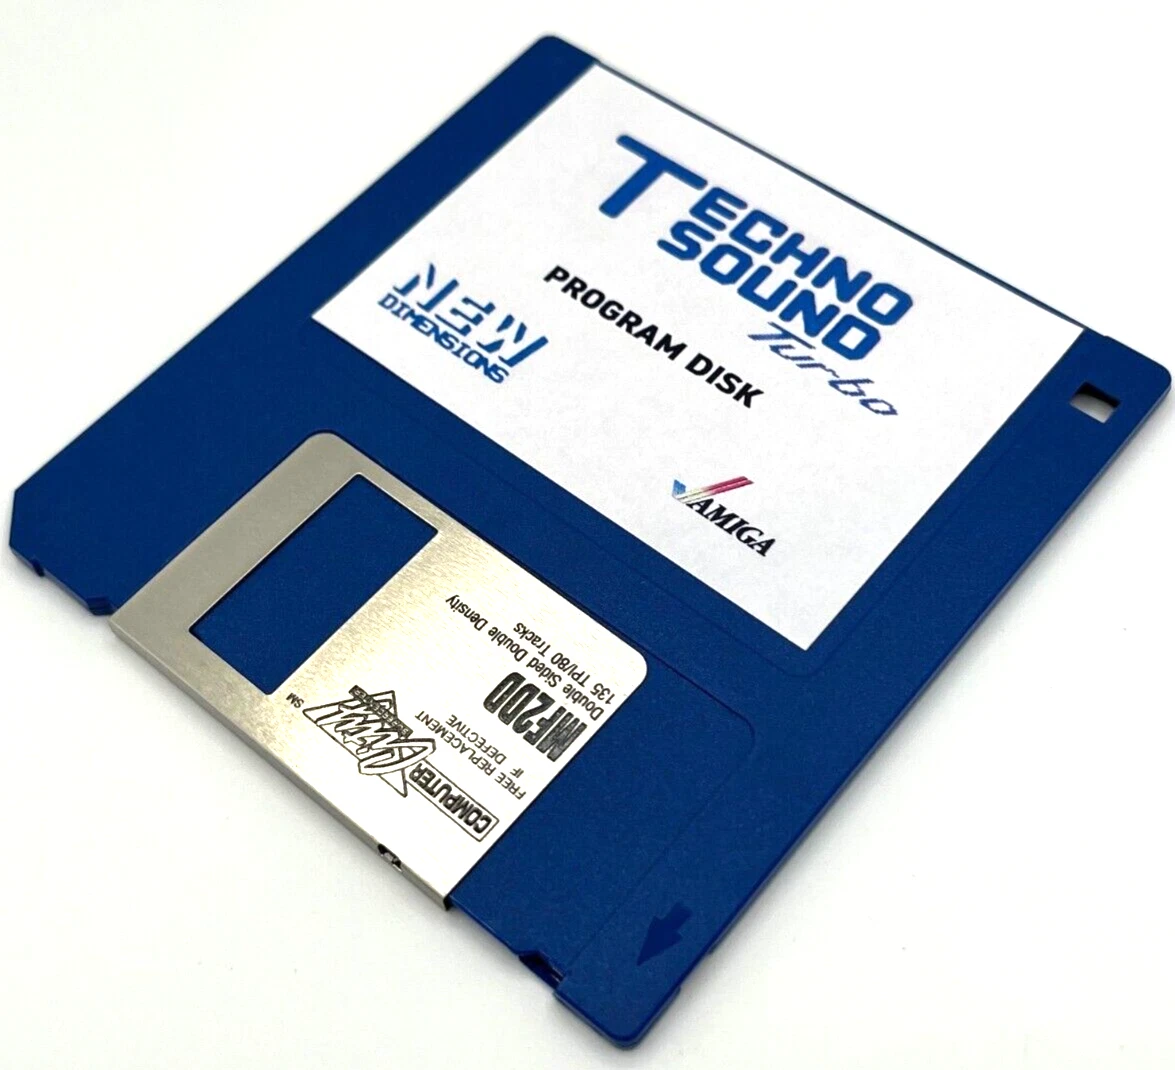 TECHNO
SOUND
Turbo
PROGRAM DISK
NEW
DIMENSIONS
AMIGA
COMPUTER
SM
FREE REPLACEMENT
IF DEFECTIVE
MF2DD
Double Sided Double Density
135 TPI/80 Tracks